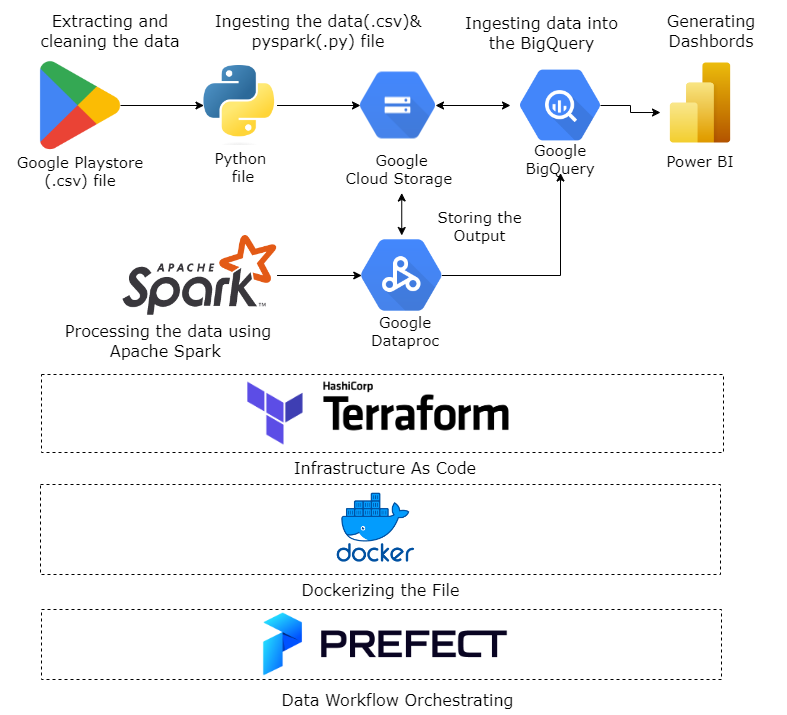 Extracting and
cleaning the data
Ingesting the data(.csv)&
pyspark(.py) file
Ingesting data into
the BigQuery
Generating
Dashbords
Google Playstore
(.csv) file
Python
file
Google
Cloud Storage
Google
BigQuery
Power BI
Storing the
Output
APACHE
Spark
TM
Processing the data using
Apache Spark
Google
Dataproc
HashiCorp
Terraform
Infrastructure As Code
docker
Dockerizing the File
PREFECT
Data Workflow Orchestrating